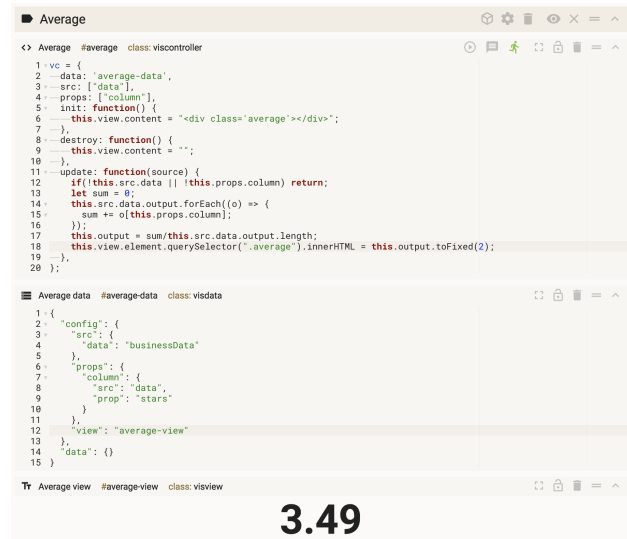 Average
<> Average #average class: viscontroller
1 vc = {
2 data: 'average-data',
3 src: ["data"],
4 props: ["column"],
5 init: function() {
6 this.view.content = "<div class='average'></div>";
7 },
8 destroy: function() {
9 this.view.content = "";
10 },
11 update: function(source) {
12 if(!this.src.data || !this.props.column) return;
13 let sum = 0;
14 this.src.data.output.forEach((o) => {
15 sum += o[this.props.column];
16 });
17 this.output = sum/this.src.data.output.length;
18 this.view.element.querySelector(".average").innerHTML = this.output.toFixed(2);
19 },
20 };
Average data #average-data class: visdata
1 {
2 "config": {
3 "src": {
4 "data": "businessData"
5 },
6 "props": {
7 "column": {
8 "src": "data",
9 "prop": "stars"
10 }
11 },
12 "view": "average-view"
13 },
14 "data": {}
15 }
Tт Average view #average-view class: visview
3.49